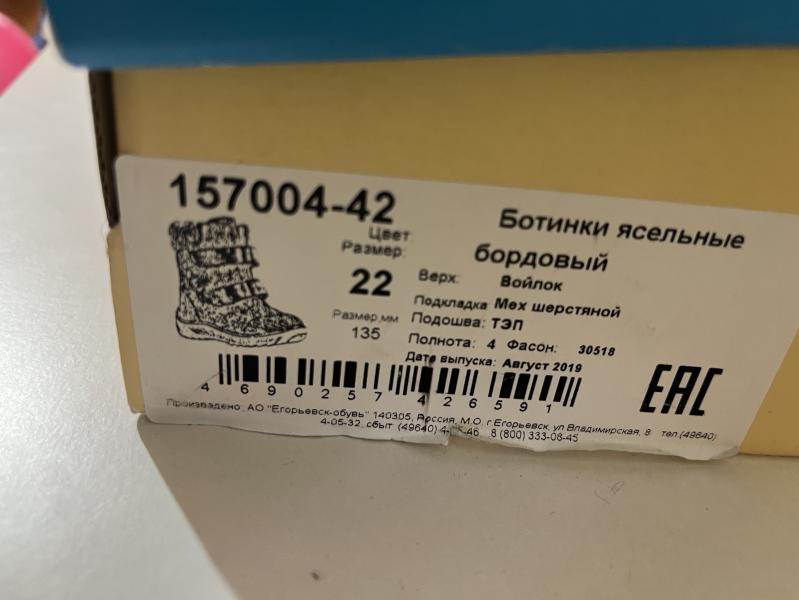 157004-42
Ботинки ясельные
Цвет: бордовый
Размер: 22
Верх: Войлок
Подкладка Мех шерстяной
Размер,мм 135
Подошва: ТЭП
Полнота: 4 Фасон: 30518
Дата выпуска: Август 2019
4 690257 426591
ЕАС
Произвадено: АО "Егорьевск-обувь" 140305, Россия, М.О, г.Егорьевск, ул Владимирская, 8 тел.(49640)
4-05-32, сбыт (49640) 8 (800) 333-08-45